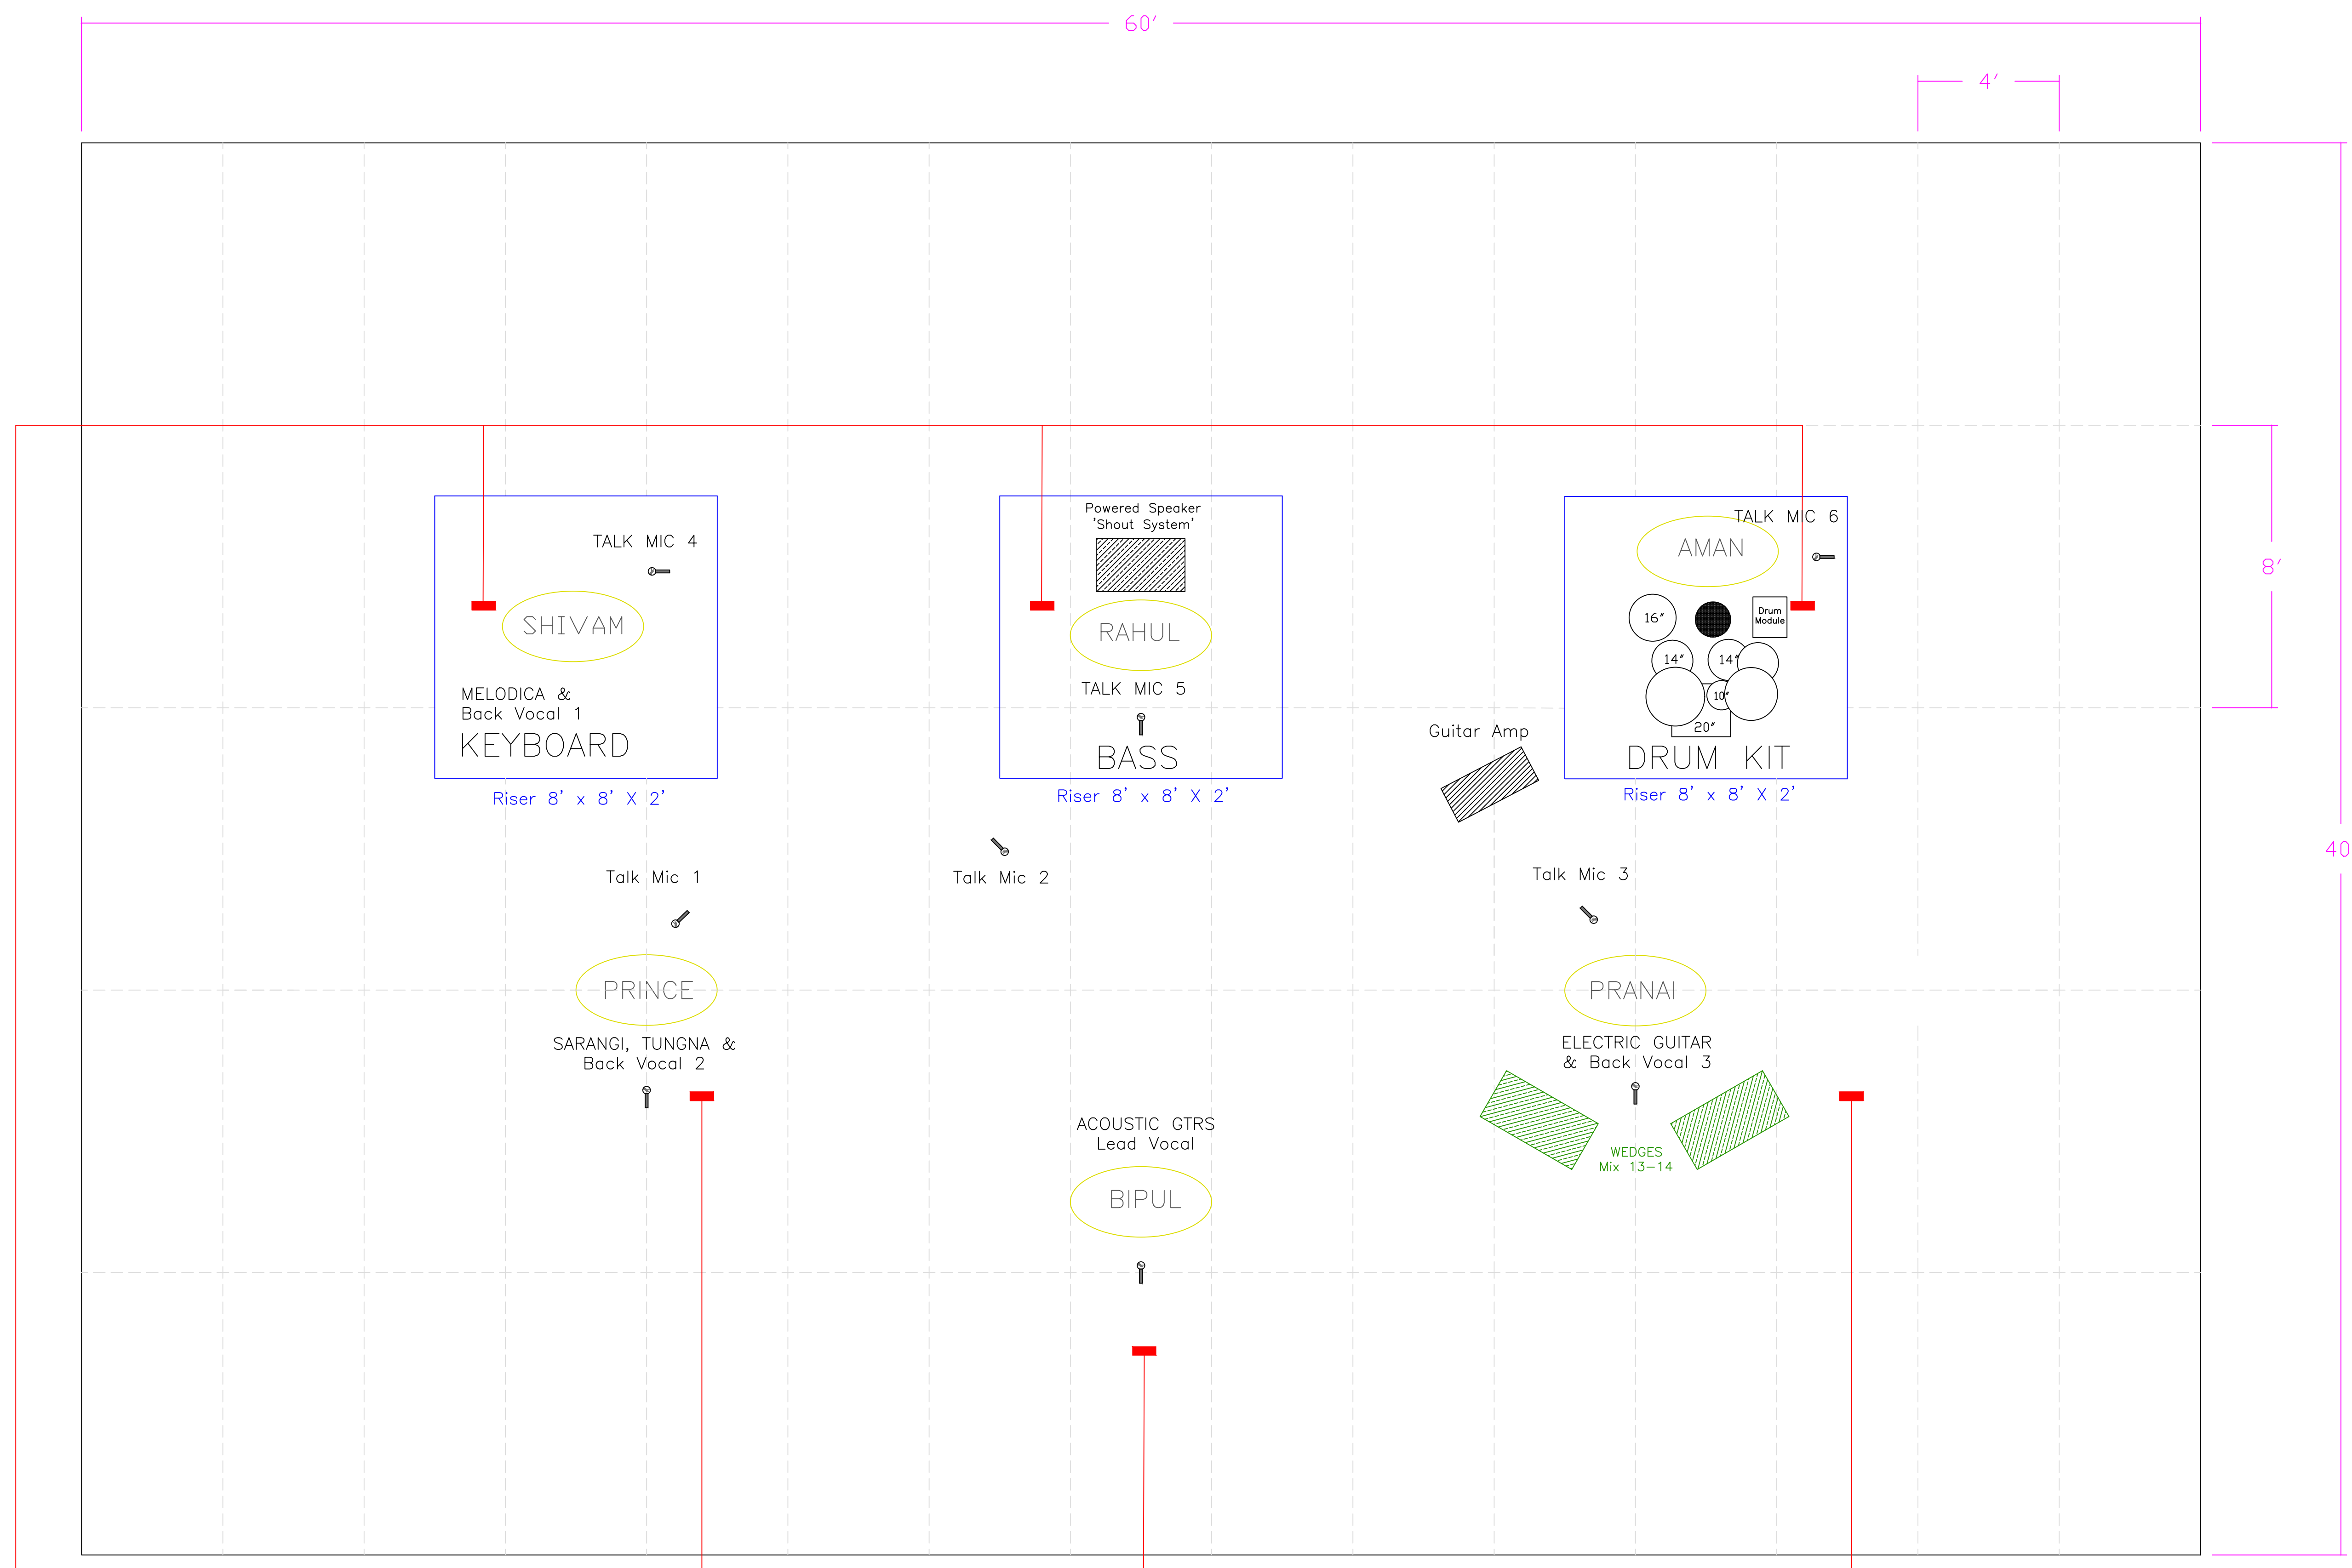 60'
4'
Powered Speaker
'Shout System'
TALK MIC 6
TALK MIC 4
AMAN
8'
SHIVAM
RAHUL
16"
Drum
Module
14"
14"
MELODICA &
Back Vocal 1
TALK MIC 5
10"
20"
KEYBOARD
BASS
Guitar Amp
DRUM KIT
Riser 8' x 8' X 2'
Riser 8' x 8' X 2'
Riser 8' x 8' X 2'
40
Talk Mic 1
Talk Mic 2
Talk Mic 3
PRINCE
PRANAI
SARANGI, TUNGNA &
Back Vocal 2
ELECTRIC GUITAR
& Back Vocal 3
ACOUSTIC GTRS
Lead Vocal
WEDGES
Mix 13-14
BIPUL